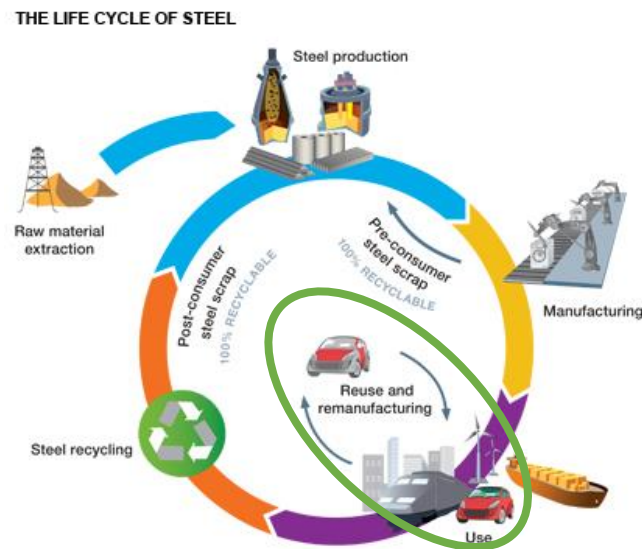 THE LIFE CYCLE OF STEEL
Steel production
Raw material
extraction
Post-consumer
steel scrap
100% RECYCLABLE
Pre-consumer
steel scrap
100% RECYCLABLE
Manufacturing
Reuse and
remanufacturing
Steel recycling
Use